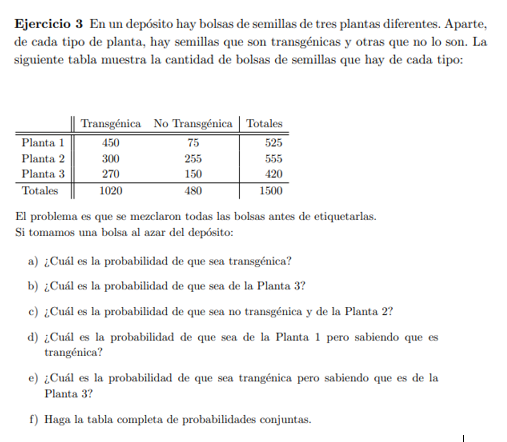 Ejercicio 3 En un depósito hay bolsas de semillas de tres plantas diferentes. Aparte,
de cada tipo de planta, hay semillas que son transgénicas y otras que no lo son. La
siguiente tabla muestra la cantidad de bolsas de semillas que hay de cada tipo:
Transgénica No Transgénica Totales
Planta 1 450 75 525
Planta 2 300 255 555
Planta 3 270 150 420
Totales 1020 480 1500
El problema es que se mezclaron todas las bolsas antes de etiquetarlas.
Si tomamos una bolsa al azar del depósito:
a) ¿Cuál es la probabilidad de que sea transgénica?
b) ¿Cuál es la probabilidad de que sea de la Planta 3?
c) ¿Cuál es la probabilidad de que sea no transgénica y de la Planta 2?
d) ¿Cuál es la probabilidad de que sea de la Planta 1 pero sabiendo que es
trangénica?
e) ¿Cuál es la probabilidad de que sea trangénica pero sabiendo que es de la
Planta 3?
f) Haga la tabla completa de probabilidades conjuntas.